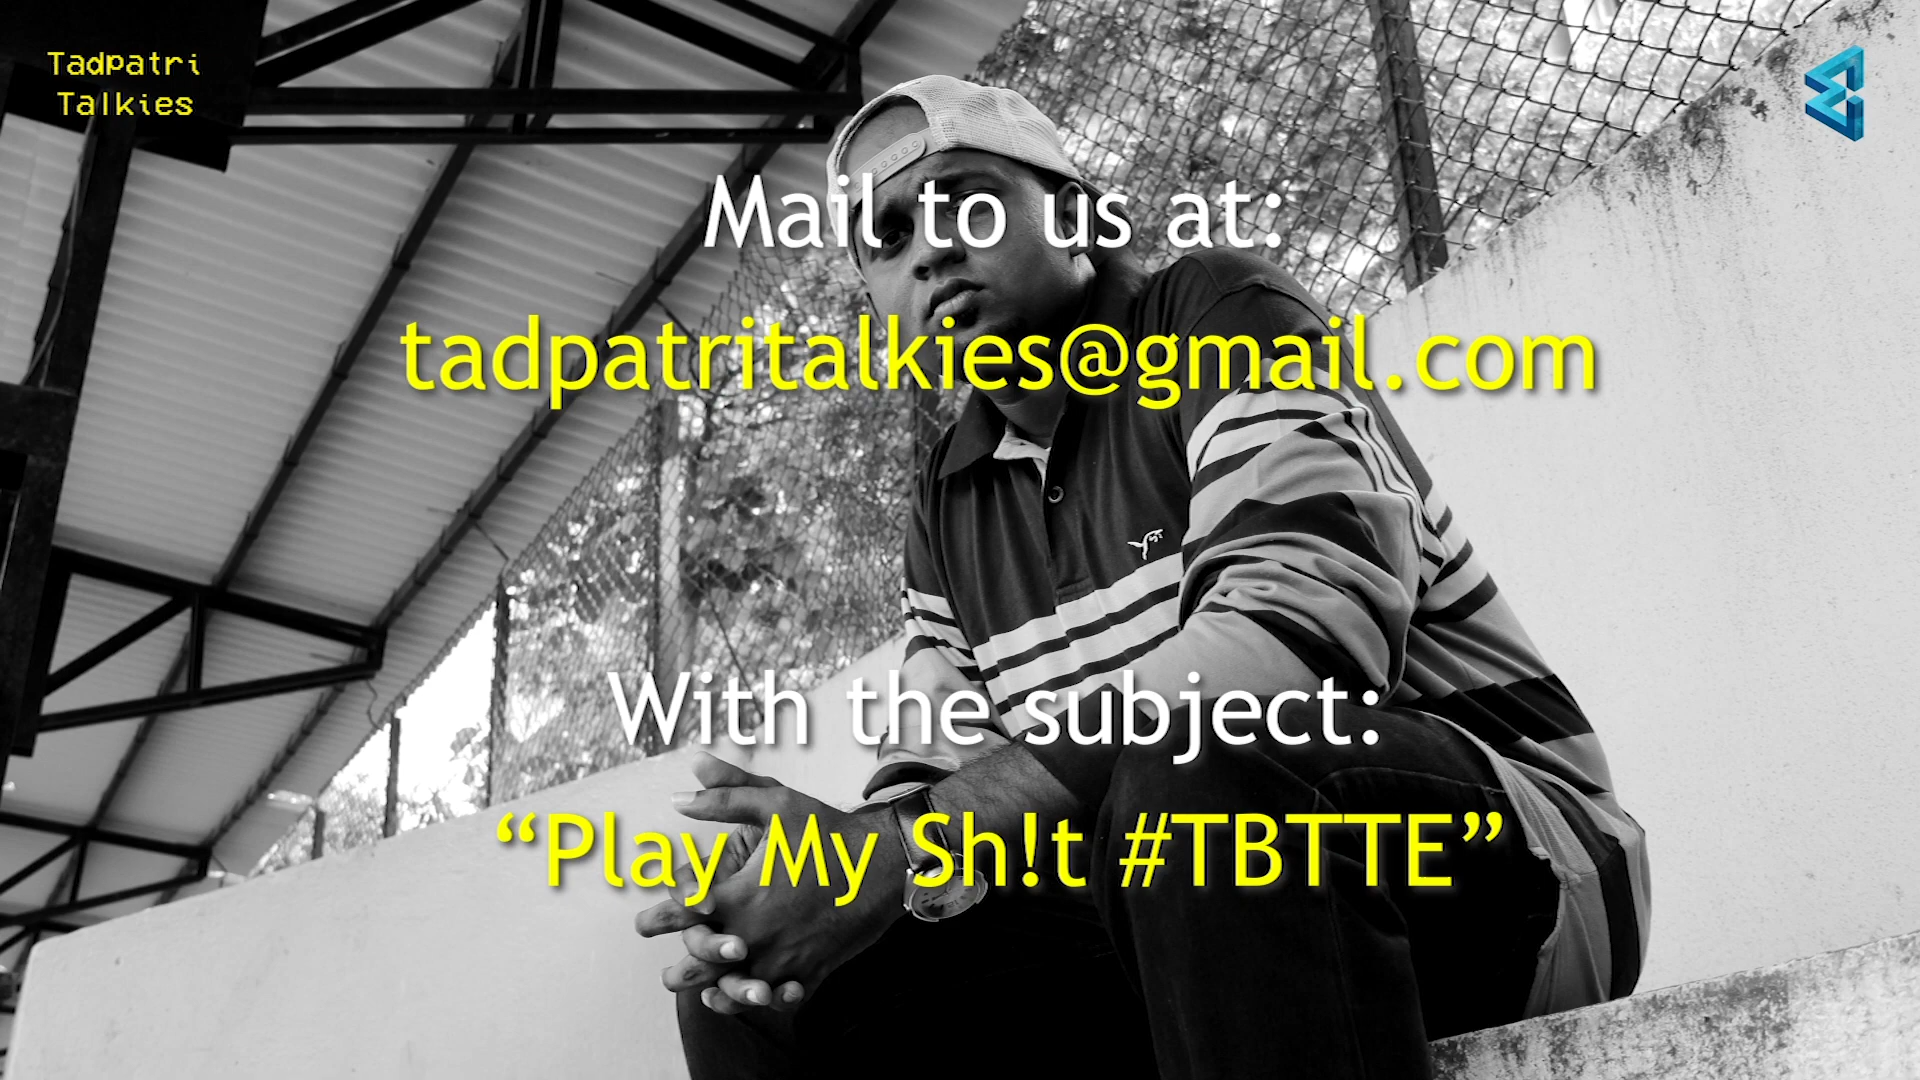 Tadpatri
Talkies
Mail to us at:
tadpatritalkies@gmail.com
With the subject:
“Play My Sh!t #TBTTE”